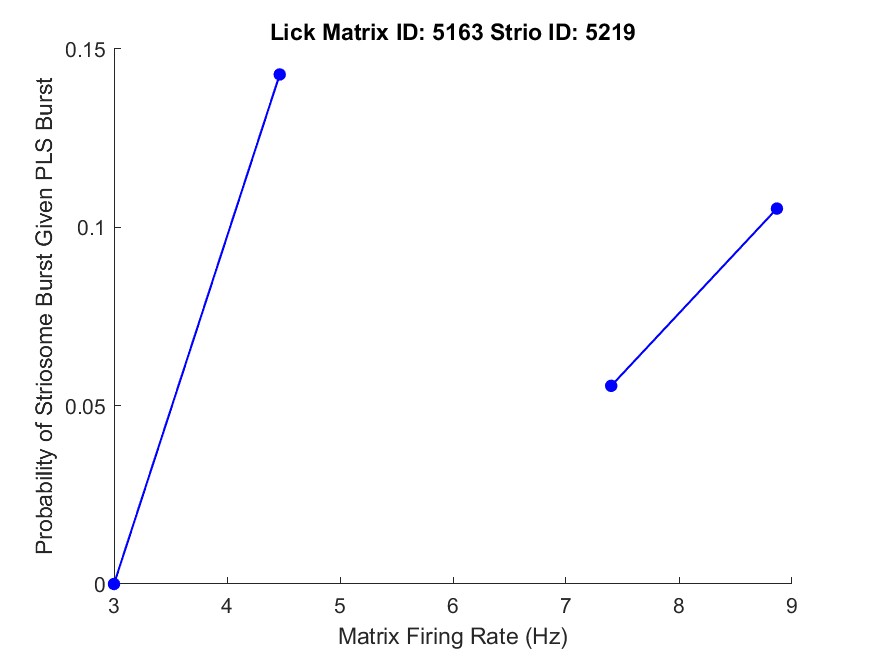 Lick Matrix ID: 5163 Strio ID: 5219
Probability of Striosome Burst Given PLS Burst
0.15
0.1
0.05
0
3 4 5 6 7 8 9
Matrix Firing Rate (Hz)